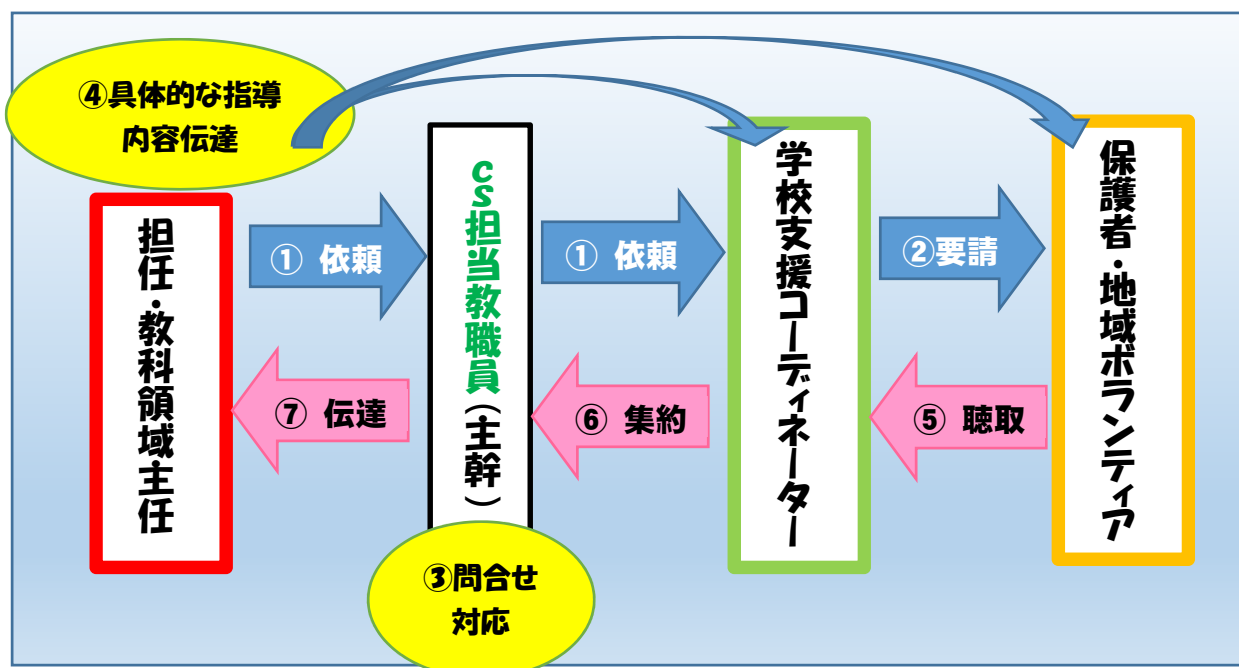 ④具体的な指導
内容伝達
担任・教科領域主任
① 依頼
CS担当教職員(主幹)
① 依頼
学校支援コーディネーター
②要請
保護者・地域ボランティア
⑦ 伝達
⑥ 集約
⑤ 聴取
③問合せ
対応